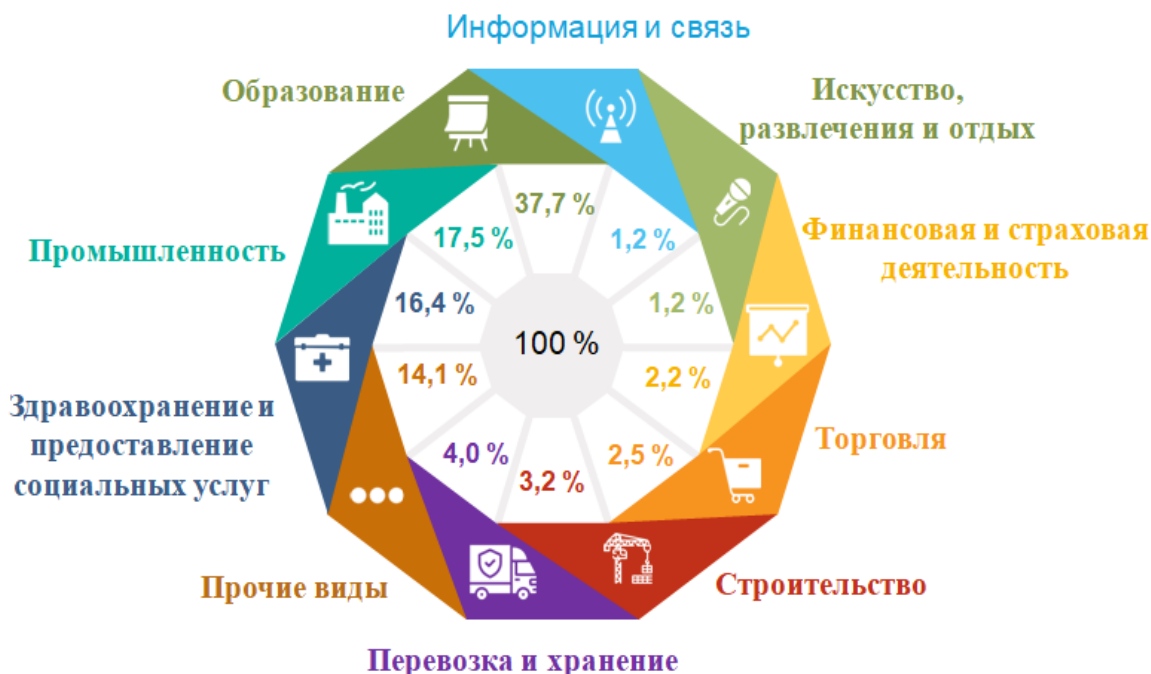 Информация и связь
Образование
Искусство,
развлечения и отдых
37,7 %
17,5 %
1,2 %
Промышленность
Финансовая и страховая
деятельность
16,4 %
1,2 %
100 %
14,1 %
2,2 %
Здравоохранение и
предоставление
социальных услуг
Торговля
4,0 %
2,5 %
3,2 %
Прочие виды
Строительство
Перевозка и хранение